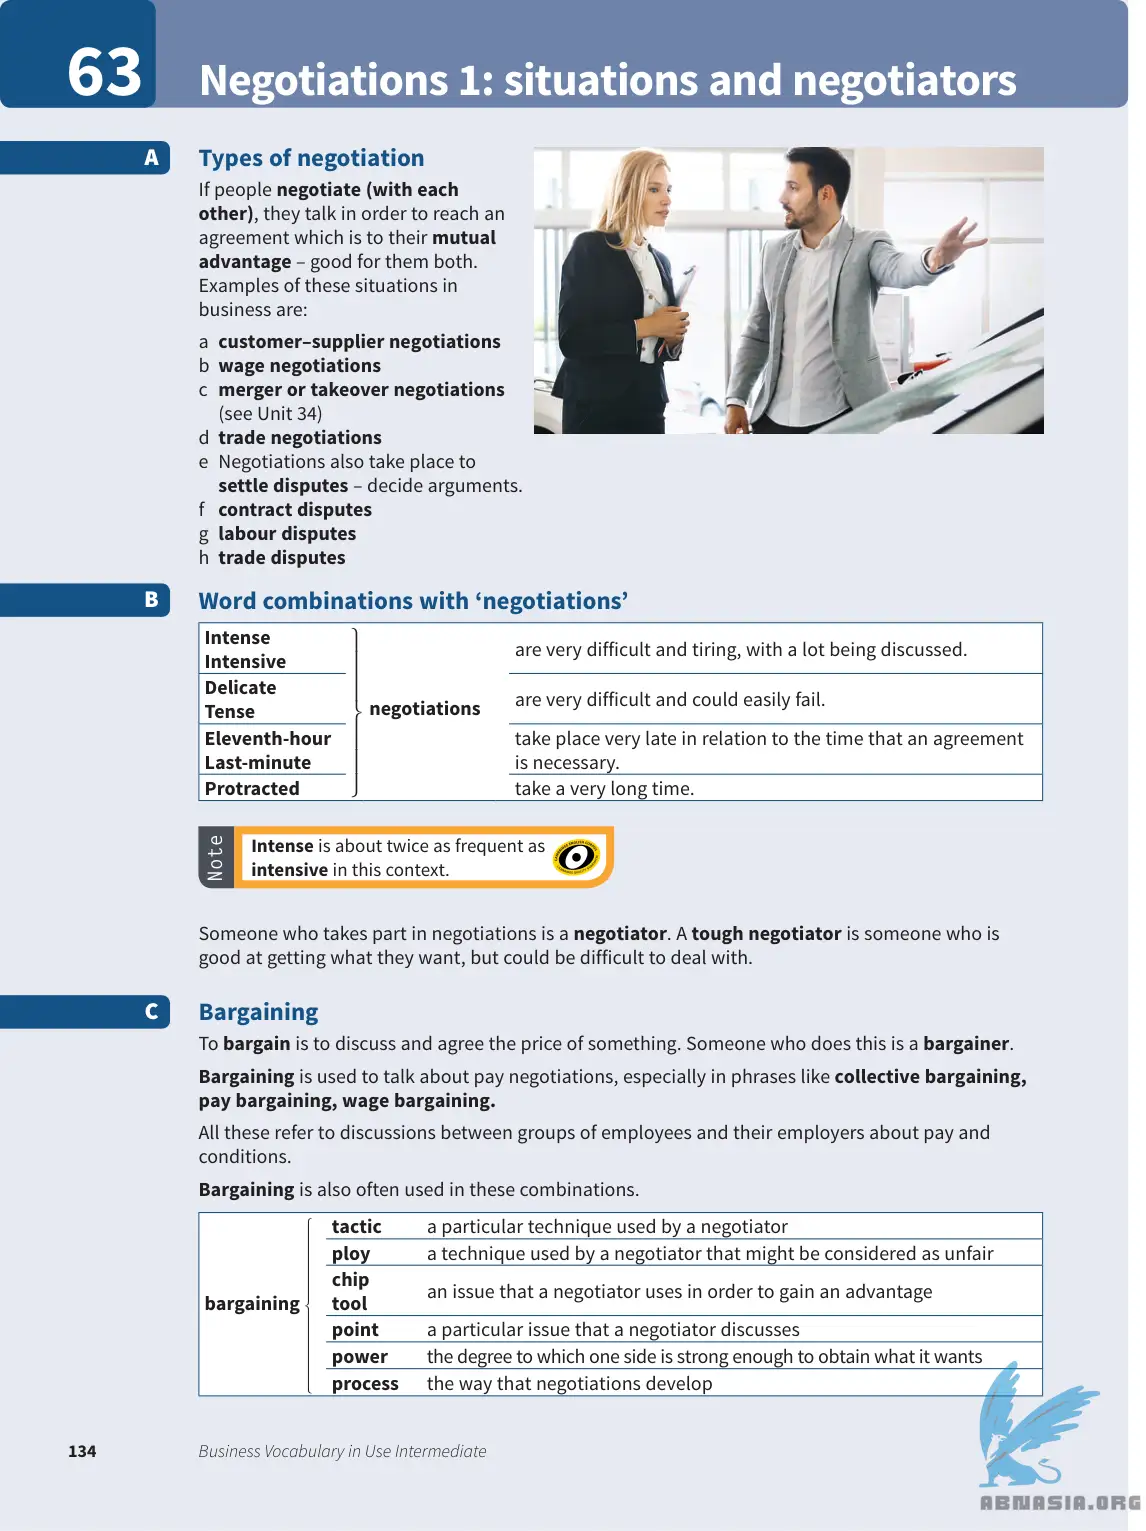 63
Negotiations 1: situations and negotiators
A
Types of negotiation
If people negotiate (with each
other), they talk in order to reach an
agreement which is to their mutual
advantage – good for them both.
Examples of these situations in
business are:
a customer–supplier negotiations
b wage negotiations
c merger or takeover negotiations
(see Unit 34)
d trade negotiations
e Negotiations also take place to
settle disputes – decide arguments.
f contract disputes
g labour disputes
h trade disputes
B
Word combinations with ‘negotiations’
Intense
Intensive
are very difficult and tiring, with a lot being discussed.
Delicate
Tense
negotiations
are very difficult and could easily fail.
Eleventh-hour
Last-minute
take place very late in relation to the time that an agreement
is necessary.
Protracted
take a very long time.
Note
Intense is about twice as frequent as
intensive in this context.
Someone who takes part in negotiations is a negotiator. A tough negotiator is someone who is
good at getting what they want, but could be difficult to deal with.
C
Bargaining
To bargain is to discuss and agree the price of something. Someone who does this is a bargainer.
Bargaining is used to talk about pay negotiations, especially in phrases like collective bargaining,
pay bargaining, wage bargaining.
All these refer to discussions between groups of employees and their employers about pay and
conditions.
Bargaining is also often used in these combinations.
bargaining
tactic a particular technique used by a negotiator
ploy a technique used by a negotiator that might be considered as unfair
chip
tool
an issue that a negotiator uses in order to gain an advantage
point a particular issue that a negotiator discusses
power the degree to which one side is strong enough to obtain what it wants
process the way that negotiations develop
134
Business Vocabulary in Use Intermediate
ABNASIA.ORG